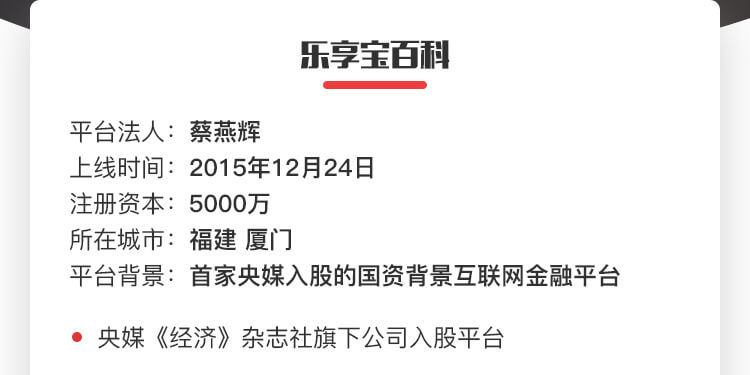 乐享宝百科
平台法人：蔡燕辉
上线时间：2015年12月24日
注册资本：5000万
所在城市：福建 厦门
平台背景：首家央媒入股的国资背景互联网金融平台
央媒《经济》杂志社旗下公司入股平台